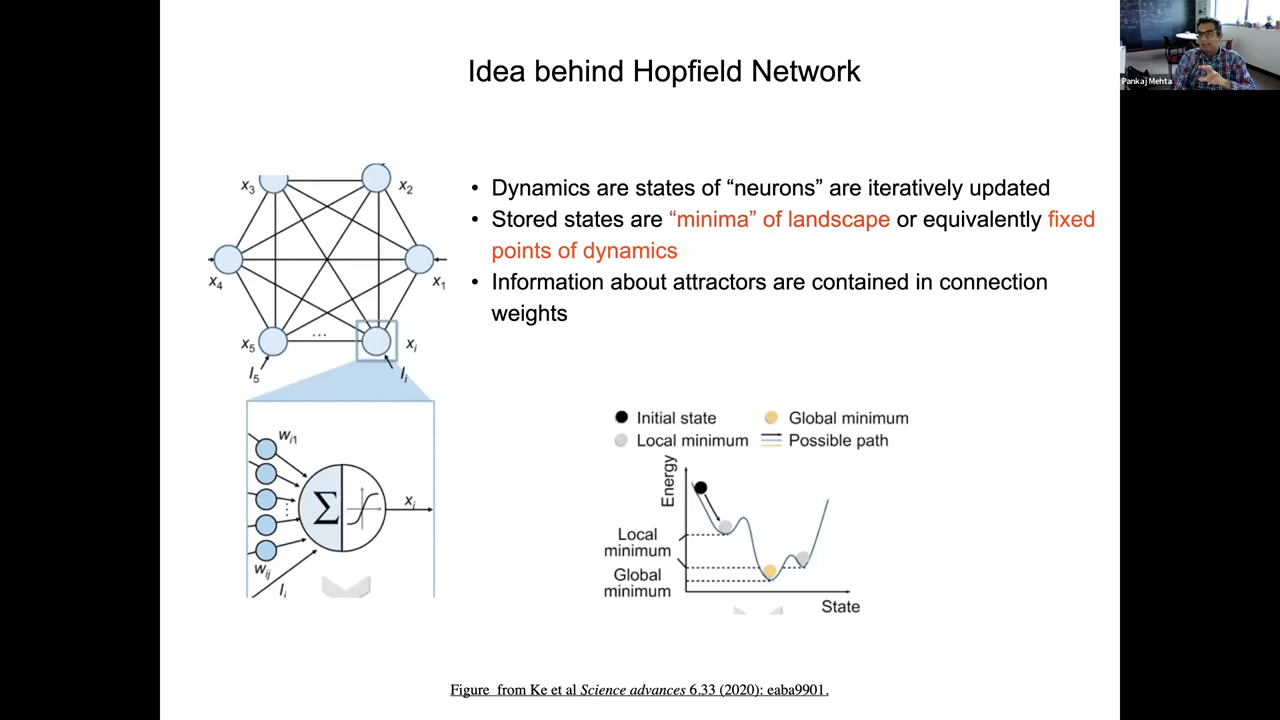 Idea behind Hopfield Network
Pankaj Mehta
• Dynamics are states of “neurons” are iteratively updated
• Stored states are “minima” of landscape or equivalently fixed
points of dynamics
• Information about attractors are contained in connection
weights
x3
x2
x4
x1
x5
...
xi
I5
Ii
wi1
Σ
xi
wij
Ii
Initial state
Global minimum
Local minimum
Possible path
Energy
Local
minimum
Global
minimum
State
Figure from Ke et al Science advances 6.33 (2020): eaba9901.